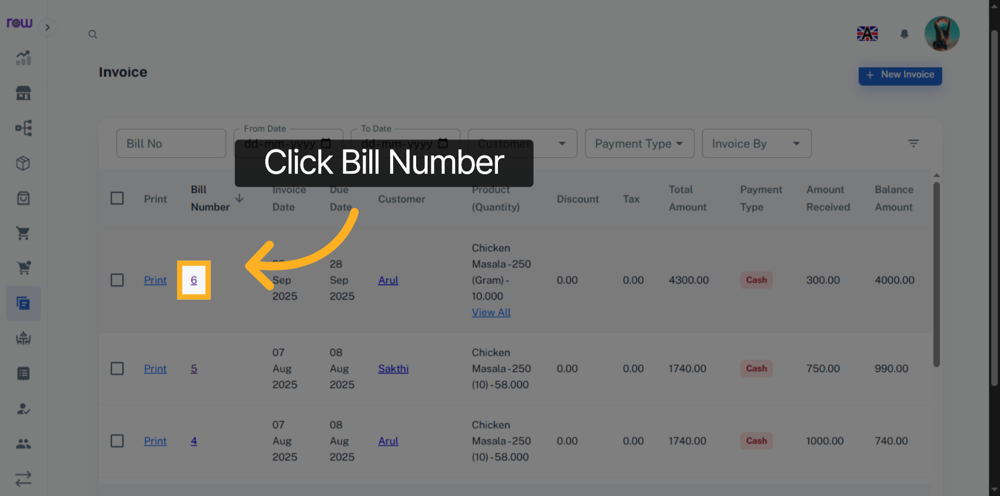 row
A
Invoice
+ New Invoice
Bill No
From Date
dd-mm-yyyy
To Date
dd-mm-yyyy
Customer
Payment Type
Invoice By
Click Bill Number
Print
Bill
Number
Invoice
Date
Due
Date
Customer
Product
(Quantity)
Discount
Tax
Total
Amount
Payment
Type
Amount
Received
Balance
Amount
Print
6
Sep
2025
28
Sep
2025
Arul
Chicken
Masala - 250
(Gram) -
10.000
View All
0.00
0.00
4300.00
Cash
300.00
4000.00
Print
5
07
Aug
2025
08
Aug
2025
Sakthi
Chicken
Masala - 250
(10) - 58.000
0.00
0.00
1740.00
Cash
750.00
990.00
Print
4
07
Aug
2025
08
Aug
2025
Arul
Chicken
Masala - 250
(10) - 58.000
0.00
0.00
1740.00
Cash
1000.00
740.00